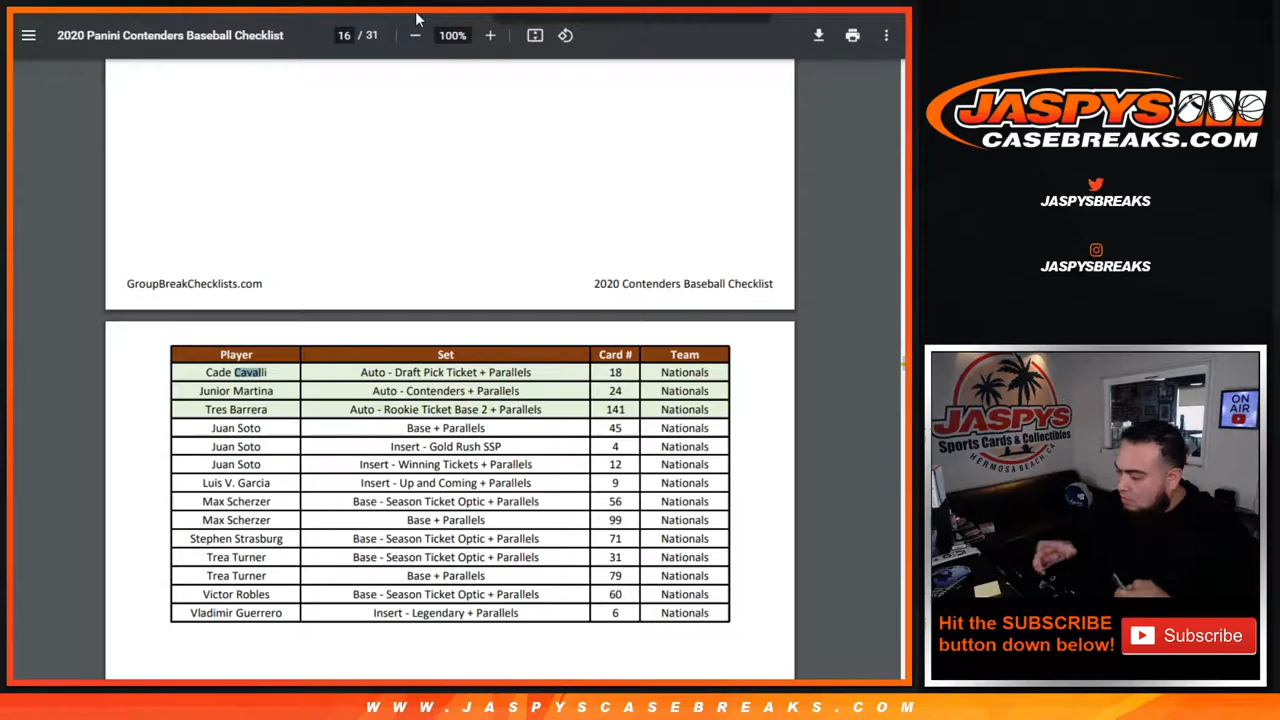 2020 Panini Contenders Baseball Checklist
16 / 31
100%
GroupBreakChecklists.com
2020 Contenders Baseball Checklist
Player Set Card # Team
Cade Cavalli Auto - Draft Pick Ticket + Parallels 18 Nationals
Junior Martina Auto - Contenders + Parallels 24 Nationals
Tres Barrera Auto - Rookie Ticket Base 2 + Parallels 141 Nationals
Juan Soto Base + Parallels 45 Nationals
Juan Soto Insert - Gold Rush SSP 4 Nationals
Juan Soto Insert - Winning Tickets + Parallels 12 Nationals
Luis V. Garcia Insert - Up and Coming + Parallels 9 Nationals
Max Scherzer Base - Season Ticket Optic + Parallels 56 Nationals
Max Scherzer Base + Parallels 99 Nationals
Stephen Strasburg Base - Season Ticket Optic + Parallels 71 Nationals
Trea Turner Base - Season Ticket Optic + Parallels 31 Nationals
Trea Turner Base + Parallels 79 Nationals
Victor Robles Base - Season Ticket Optic + Parallels 60 Nationals
Vladimir Guerrero Insert - Legendary + Parallels 6 Nationals
JASPYS
CASEBREAKS.COM
JASPYSBREAKS
JASPYSBREAKS
JASPYS
Sports Cards & Collectibles
HERMOSA BEACH, CA
ON
AIR
Hit the SUBSCRIBE
button down below!
Subscribe
WWW.JASPYSCASEBREAKS.COM